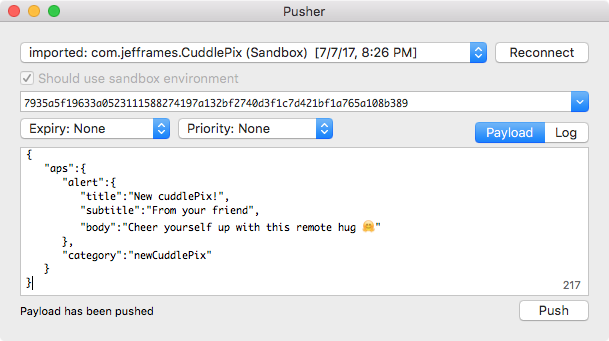 Pusher
imported: com.jefframes.CuddlePix (Sandbox)  [7/7/17, 8:26 PM]
Reconnect
Should use sandbox environment
7935a5f19633a0523111588274197a132bf2740d3f1c7d421bf1a765a108b389
Expiry: None
Priority: None
Payload
Log
{
"aps":{
"alert":{
"title":"New cuddlePix!",
"subtitle":"From your friend",
"body":"Cheer yourself up with this remote hug 🤗"
},
"category":"newCuddlePix"
}
}
217
Payload has been pushed
Push